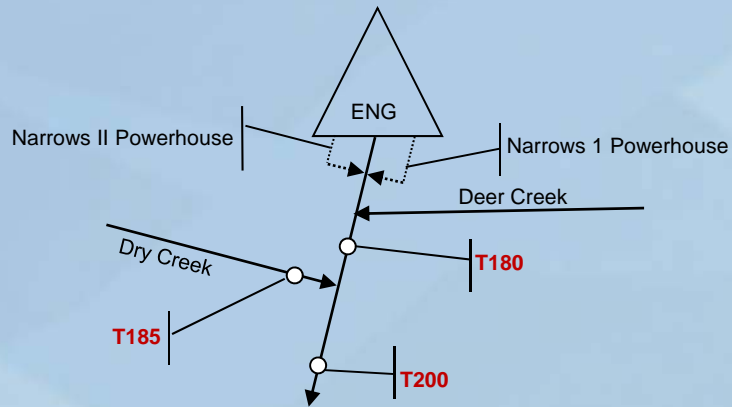 ENG
Narrows II Powerhouse
Narrows 1 Powerhouse
Deer Creek
Dry Creek
T180
T185
T200